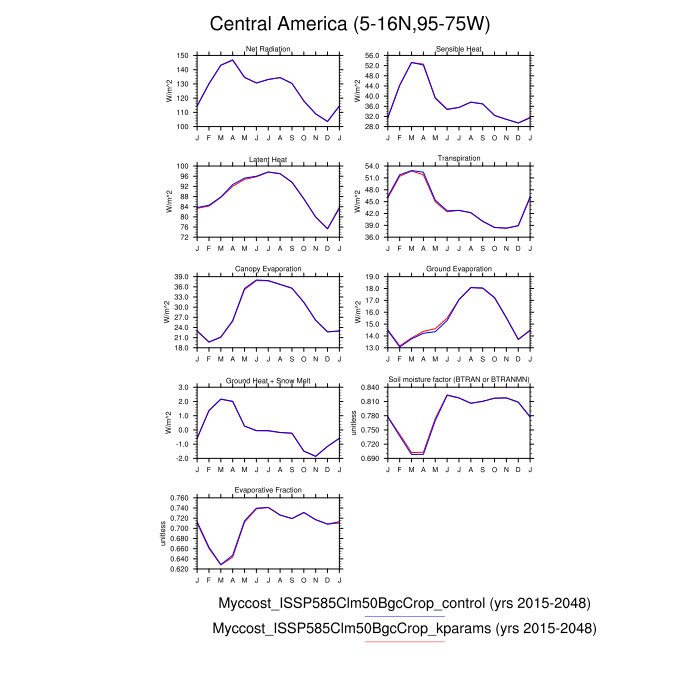 Central America (5-16N,95-75W)
Net Radiation
Sensible Heat
W/m^2
150
140
130
120
110
100
J F M A M J J A S O N D J
W/m^2
56.0
52.0
48.0
44.0
40.0
36.0
32.0
28.0
J F M A M J J A S O N D J
Latent Heat
Transpiration
W/m^2
100
96
92
88
84
80
76
72
J F M A M J J A S O N D J
W/m^2
54.0
51.0
48.0
45.0
42.0
39.0
36.0
J F M A M J J A S O N D J
Canopy Evaporation
Ground Evaporation
W/m^2
39.0
36.0
33.0
30.0
27.0
24.0
21.0
18.0
J F M A M J J A S O N D J
W/m^2
19.0
18.0
17.0
16.0
15.0
14.0
13.0
J F M A M J J A S O N D J
Ground Heat + Snow Melt
Soil moisture factor (BTRAN or BTRANMN)
W/m^2
3.0
2.0
1.0
0.0
-1.0
-2.0
J F M A M J J A S O N D J
unitless
0.840
0.810
0.780
0.750
0.720
0.690
J F M A M J J A S O N D J
Evaporative Fraction
unitless
0.760
0.740
0.720
0.700
0.680
0.660
0.640
0.620
J F M A M J J A S O N D J
Myccost_ISSP585Clm50BgcCrop_control (yrs 2015-2048)
Myccost_ISSP585Clm50BgcCrop_kparams (yrs 2015-2048)